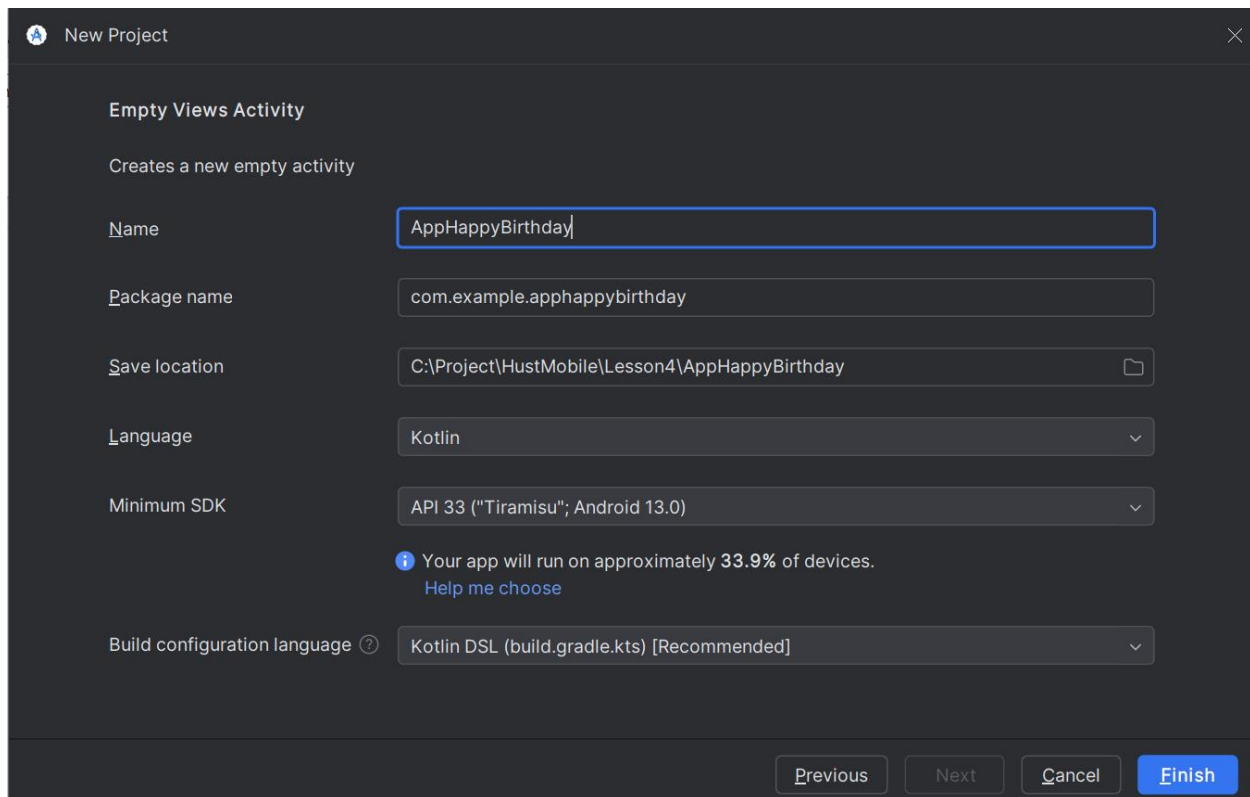 New Project
Empty Views Activity
Creates a new empty activity
Name
AppHappyBirthday
Package name
com.example.apphappybirthday
Save location
C:\Project\HustMobile\Lesson4\AppHappyBirthday
Language
Kotlin
Minimum SDK
API 33 ("Tiramisu"; Android 13.0)
Your app will run on approximately 33.9% of devices.
Help me choose
Build configuration language ?
Kotlin DSL (build.gradle.kts) [Recommended]
Previous
Next
Cancel
Finish